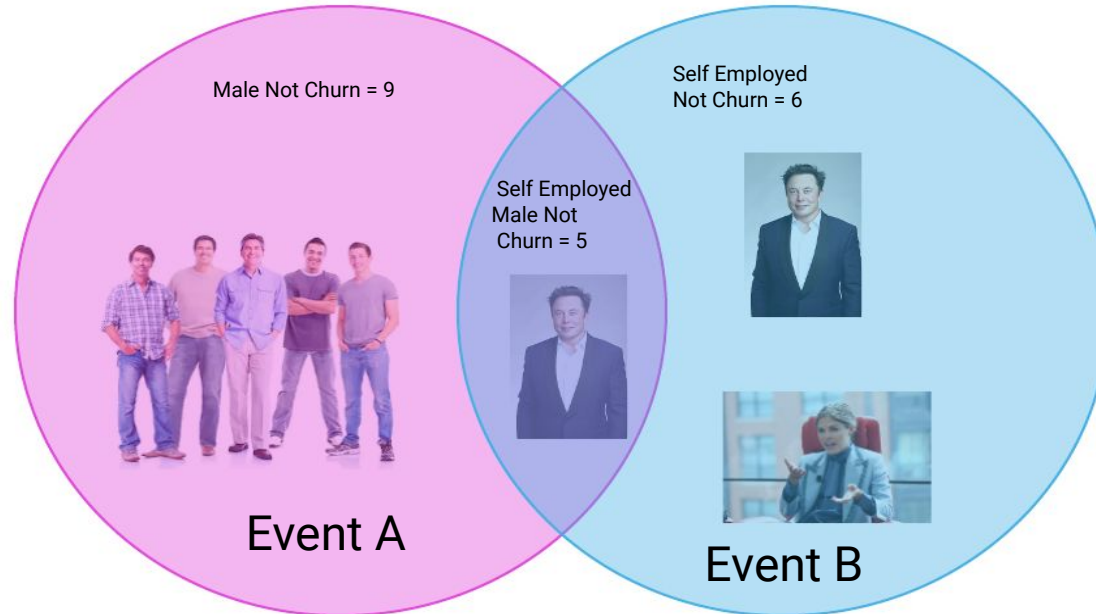 Male Not Churn = 9
Self Employed
Not Churn = 6
Self Employed
Male Not
Churn = 5
Event A
Event B